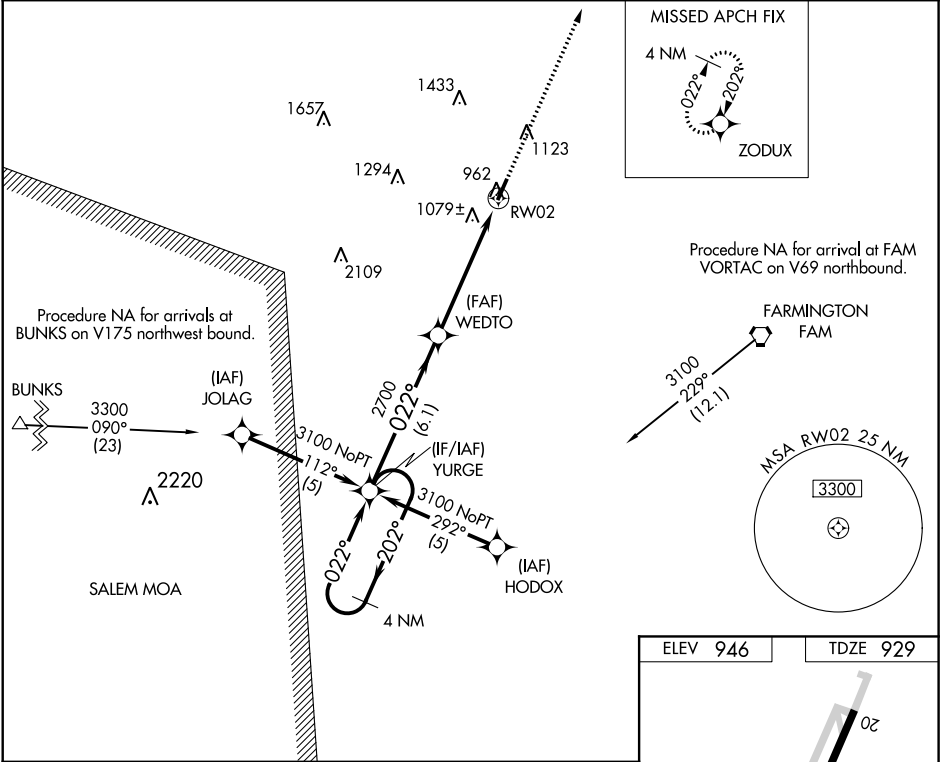 MISSED APCH FIX
4 NM
022°
202°
ZODUX
1433
1657
1123
1294
962
1079±
RW02
2109
Procedure NA for arrival at FAM
VORTAC on V69 northbound.
(FAF)
WEDTO
FARMINGTON
FAM
Procedure NA for arrivals at
BUNKS on V175 northwest bound.
3100
229°
(12.1)
(IAF)
JOLAG
BUNKS
3300
090°
(23)
2700
022°
(6.1)
3100 NoPT
112°
(5)
(IF/IAF)
YURGE
MSA RW02 25 NM
3300
2220
3100 NoPT
292°
(5)
022°
202°
(IAF)
HODOX
SALEM MOA
4 NM
ELEV 946
TDZE 929
20